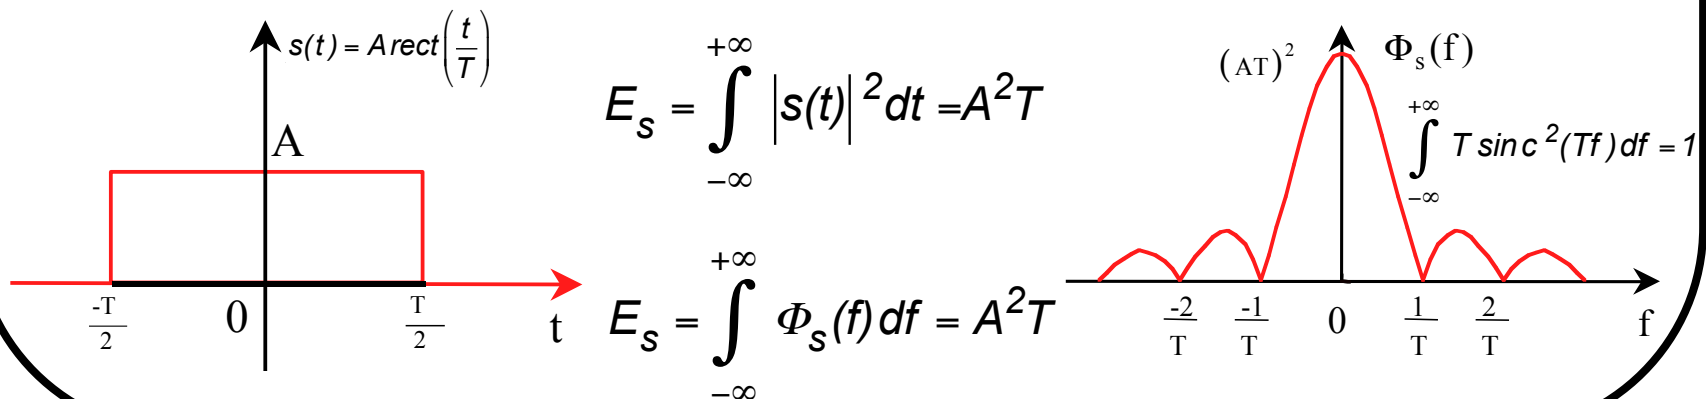 s(t) = A rect(t/T)
A
-T/2
0
T/2
t
E_s = ∫_{-∞}^{+∞} |s(t)|^2 dt = A^2T
E_s = ∫_{-∞}^{+∞} Φ_s(f) df = A^2T
(AT)^2
Φ_s(f)
∫_{-∞}^{+∞} T sinc^2(Tf) df = 1
-2/T
-1/T
0
1/T
2/T
f